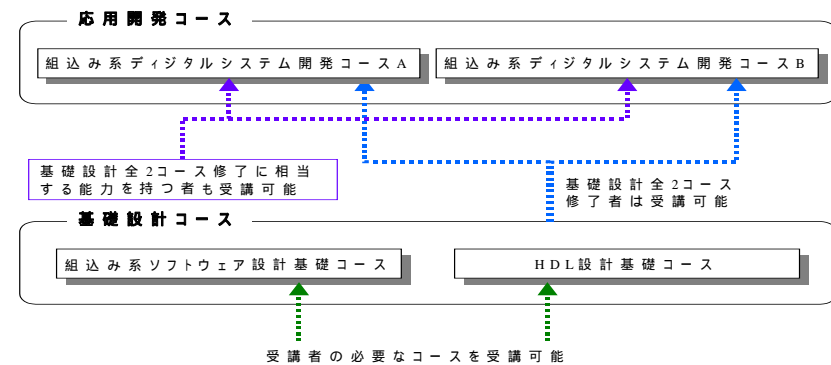 応用開発コース
組込み系ディジタルシステム開発コースA
組込み系ディジタルシステム開発コースB
基礎設計全2コース修了に相当
する能力を持つ者も受講可能
基礎設計全2コース
修了者は受講可能
基礎設計コース
組込み系ソフトウェア設計基礎コース
HDL設計基礎コース
受講者の必要なコースを受講可能